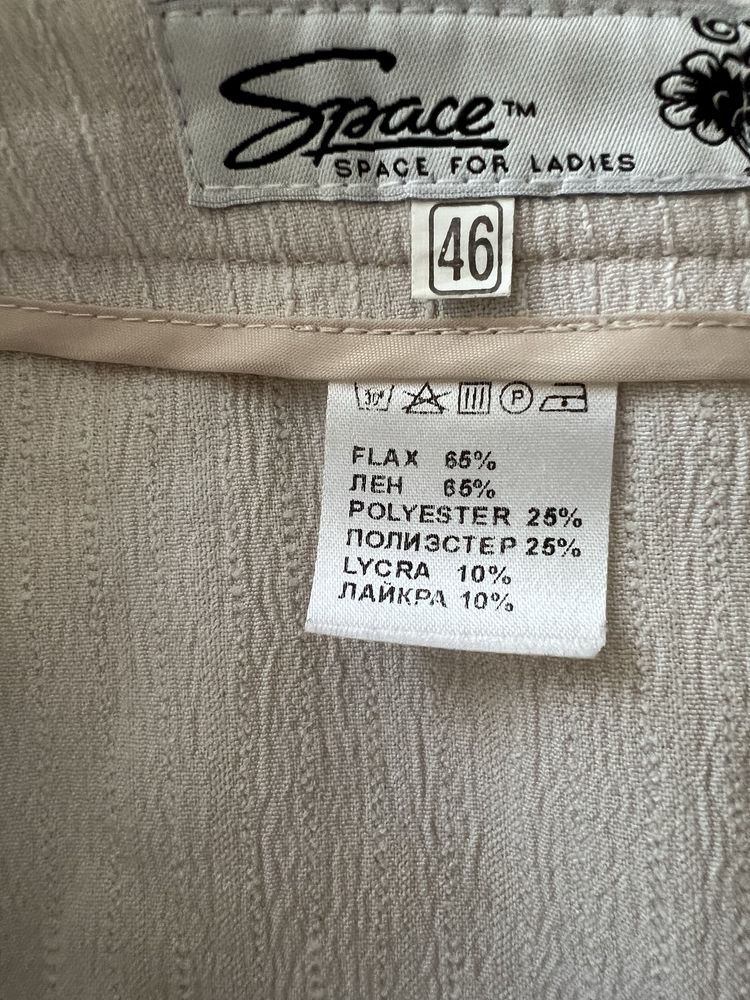 Space™
SPACE FOR LADIES
46
30° P
FLAX 65%
ЛЕН 65%
POLYESTER 25%
ПОЛИЭСТЕР 25%
LYCRA 10%
ЛАЙКРА 10%